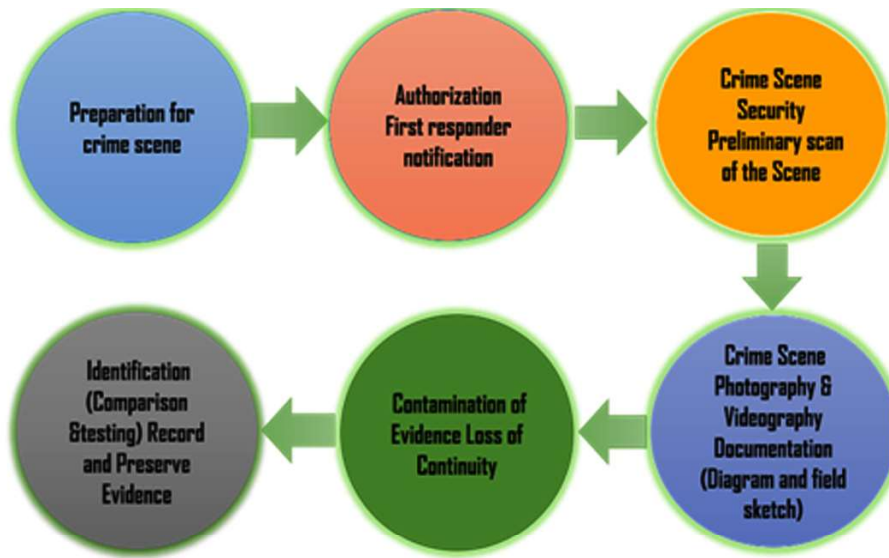 Preparation for
crime scene
Authorization
First responder
notification
Crime Scene
Security
Preliminary scan
of the Scene
Crime Scene
Photography &
Videography
Documentation
(Diagram and field
sketch)
Contamination of
Evidence Loss of
Continuity
Identification
(Comparison
&testing) Record
and Preserve
Evidence